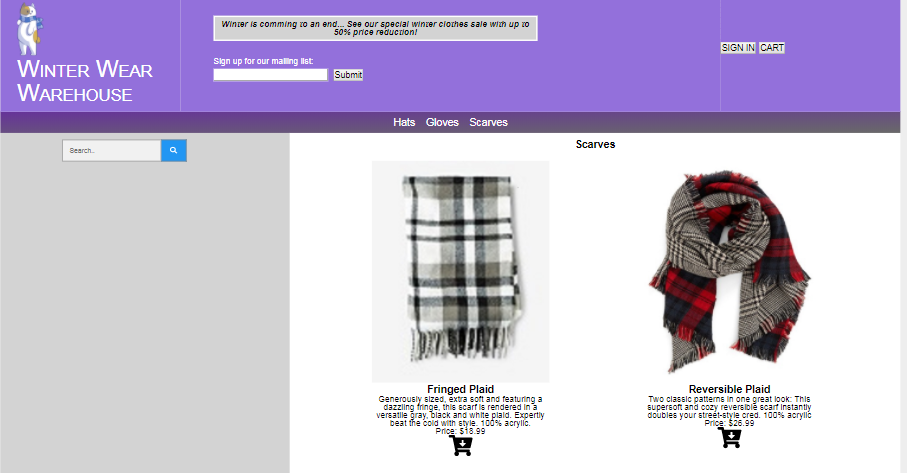 Winter is comming to an end... See our special winter clothes sale with up to
50% price reduction!
Sign up for our mailing list:
Submit
SIGN IN CART
Winter Wear
Warehouse
Hats Gloves Scarves
Search..
Scarves
Fringed Plaid
Generously sized, extra soft and featuring a
dazzling fringe, this scarf is rendered in a
versatile gray, black and white plaid. Expertly
beat the cold with style. 100% acrylic.
Price: $18.99
Reversible Plaid
Two classic patterns in one great look: This
supersoft and cozy reversible scarf instantly
doubles your street-style cred. 100% acrylic
Price: $26.99